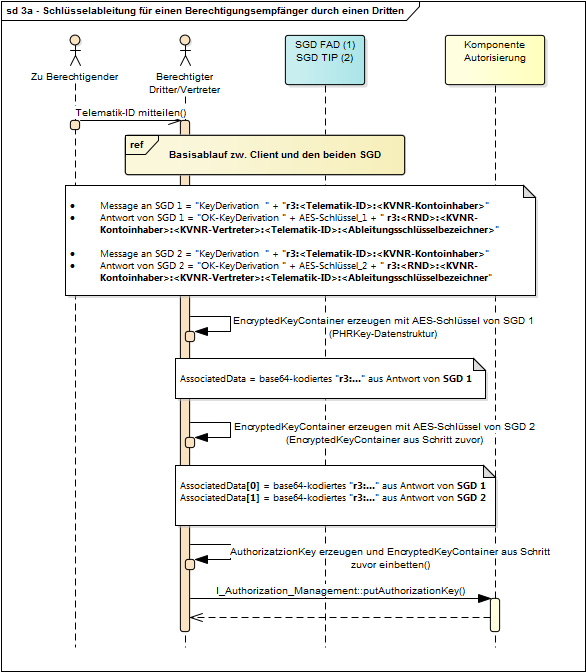 sd 3a - Schlüsselableitung für einen Berechtigungsempfänger durch einen Dritten
Zu Berechtigender
Berechtigter
Dritter/Vertreter
SGD FAD (1)
SGD TIP (2)
Komponente
Autorisierung
Telematik-ID mitteilen()
ref
Basisablauf zw. Client und den beiden SGD
• Message an SGD 1 = "KeyDerivation " + "r3:<Telematik-ID>:<KVNR-Kontoinhaber>"
• Antwort von SGD 1 = "OK-KeyDerivation " + AES-Schlüssel_1 + " r3:<RND>:<KVNR-
Kontoinhaber>:<KVNR-Vertreter>:<Telematik-ID>:<Ableitungsschlüsselbezeichner>"
• Message an SGD 2 = "KeyDerivation " + "r3:<Telematik-ID>:<KVNR-Kontoinhaber>"
• Antwort von SGD 2 = "OK-KeyDerivation " + AES-Schlüssel_2 + " r3:<RND>:<KVNR-
Kontoinhaber>:<KVNR-Vertreter>:<Telematik-ID>:<Ableitungsschlüsselbezeichner"
EncryptedKeyContainer erzeugen mit AES-Schlüssel von SGD 1
(PHRKey-Datenstruktur)
AssociatedData = base64-kodiertes "r3:..." aus Antwort von SGD 1
EncryptedKeyContainer erzeugen mit AES-Schlüssel von SGD 2
(EncryptedKeyContainer aus Schritt zuvor)
AssociatedData[0] = base64-kodiertes "r3:..." aus Antwort von SGD 1
AssociatedData[1] = base64-kodiertes "r3:..." aus Antwort von SGD 2
AuthorizatzionKey erzeugen und EncryptedKeyContainer aus Schritt
zuvor einbetten()
I_Authorization_Management::putAuthorizationKey()